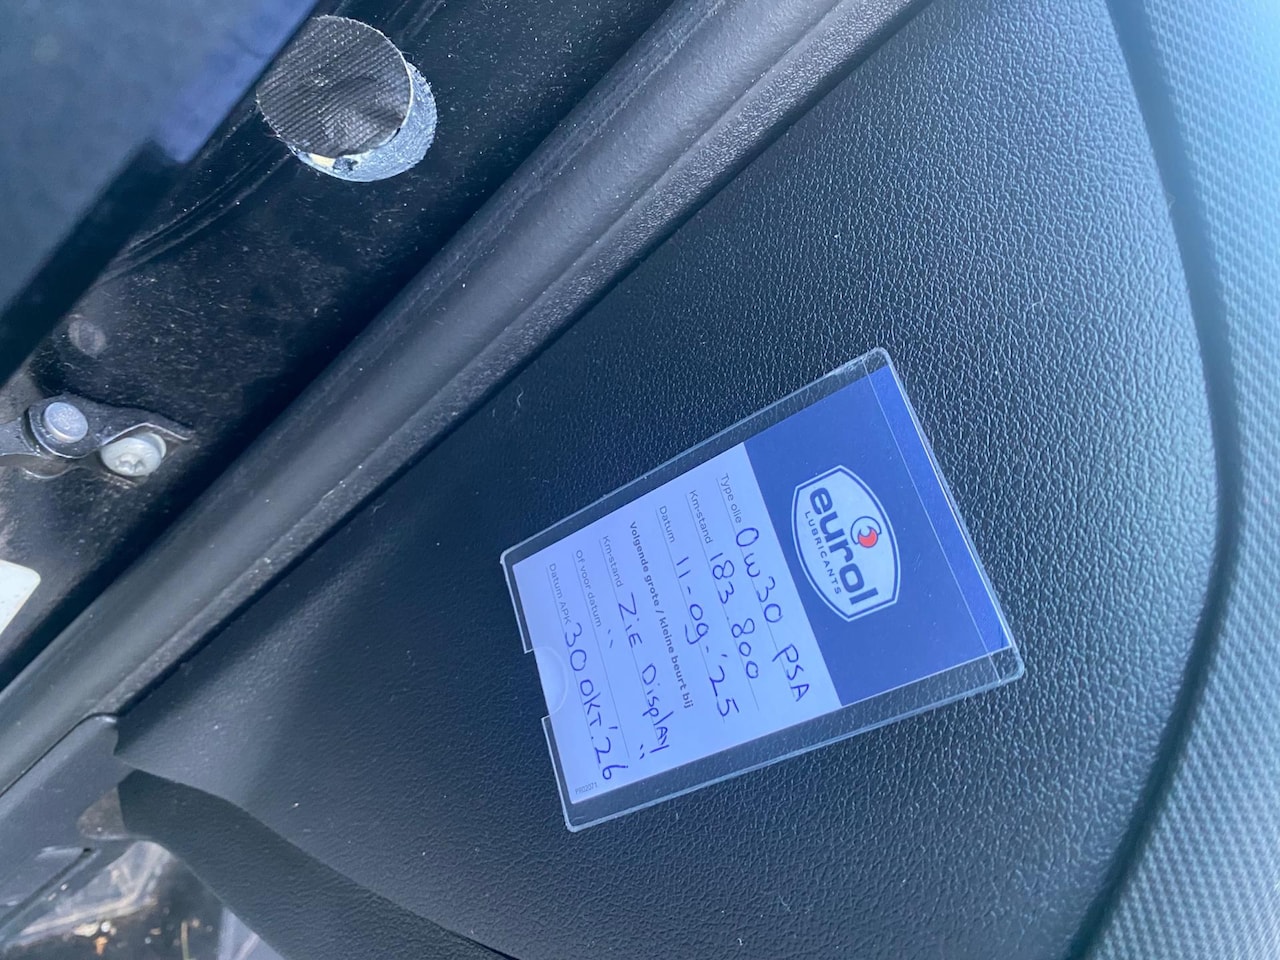 eurol
LUBRICANTS
Type olie 0w30 PSA
Km-stand 183 800
Datum 11-09-'25
Volgende grote / kleine beurt bij
Km-stand ZiE DisplAy
Of voor datum " "
Datum APK 30 OKT.'26
PR02071